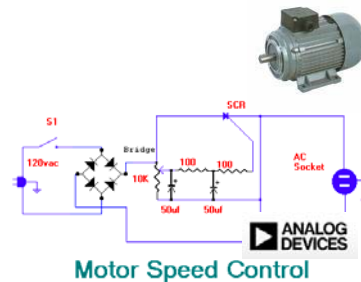 S1
SCR
Bridge
120vac
100
100
AC
Socket
10K
50uf
50uf
ANALOG
DEVICES
Motor Speed Control